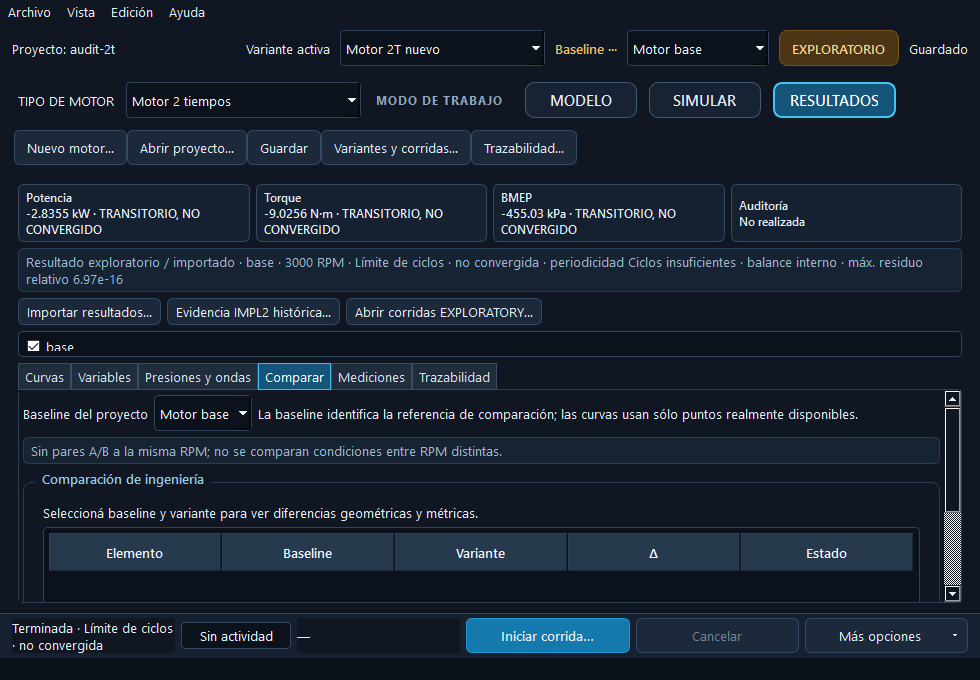 Archivo Vista Edición Ayuda
Proyecto: audit-2t Variante activa Motor 2T nuevo Baseline ··· Motor base EXPLORATORIO Guardado
TIPO DE MOTOR Motor 2 tiempos MODO DE TRABAJO MODELO SIMULAR RESULTADOS
Nuevo motor... Abrir proyecto... Guardar Variantes y corridas... Trazabilidad...
Potencia
-2.8355 kW · TRANSITORIO, NO
CONVERGIDO
Torque
-9.0256 N·m · TRANSITORIO, NO
CONVERGIDO
BMEP
-455.03 kPa · TRANSITORIO, NO
CONVERGIDO
Auditoría
No realizada
Resultado exploratorio / importado · base · 3000 RPM · Límite de ciclos · no convergida · periodicidad Ciclos insuficientes · balance interno · máx. residuo
relativo 6.97e-16
Importar resultados... Evidencia IMPL2 histórica... Abrir corridas EXPLORATORY...
base
Curvas Variables Presiones y ondas Comparar Mediciones Trazabilidad
Baseline del proyecto Motor base La baseline identifica la referencia de comparación; las curvas usan sólo puntos realmente disponibles.
Sin pares A/B a la misma RPM; no se comparan condiciones entre RPM distintas.
Comparación de ingeniería
Seleccioná baseline y variante para ver diferencias geométricas y métricas.
Elemento Baseline Variante Δ Estado
Terminada · Límite de ciclos
· no convergida
Sin actividad — Iniciar corrida... Cancelar Más opciones